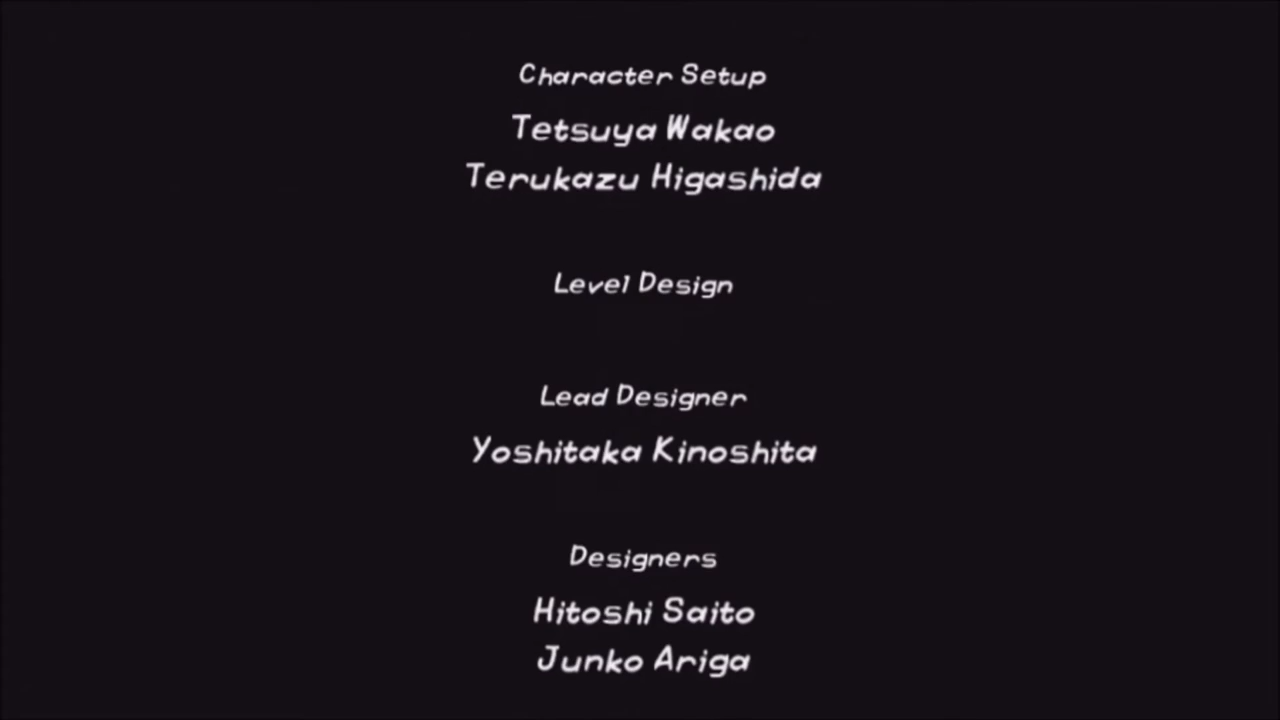 Character Setup
Tetsuya Wakao
Terukazu Higashida
Level Design
Lead Designer
Yoshitaka Kinoshita
Designers
Hitoshi Saito
Junko Ariga